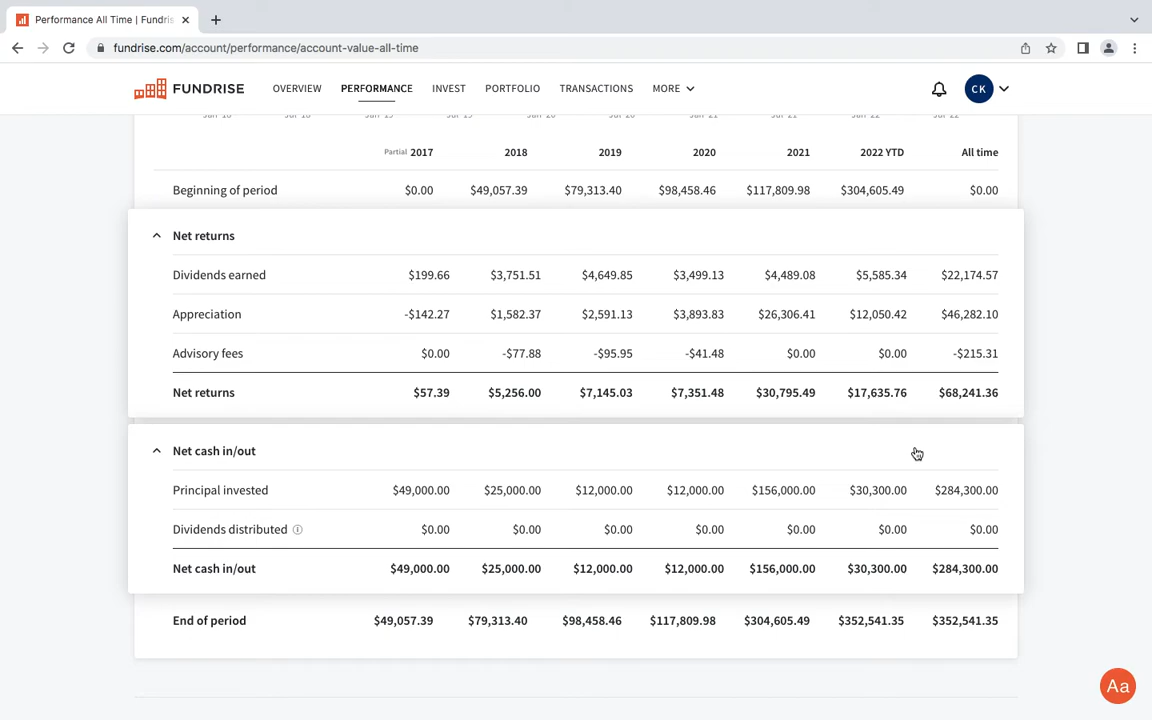 Performance All Time | Fundris
fundrise.com/account/performance/account-value-all-time
FUNDRISE OVERVIEW PERFORMANCE INVEST PORTFOLIO TRANSACTIONS MORE CK
Partial 2017 2018 2019 2020 2021 2022 YTD All time
Beginning of period $0.00 $49,057.39 $79,313.40 $98,458.46 $117,809.98 $304,605.49 $0.00
Net returns
Dividends earned $199.66 $3,751.51 $4,649.85 $3,499.13 $4,489.08 $5,585.34 $22,174.57
Appreciation -$142.27 $1,582.37 $2,591.13 $3,893.83 $26,306.41 $12,050.42 $46,282.10
Advisory fees $0.00 -$77.88 -$95.95 -$41.48 $0.00 $0.00 -$215.31
Net returns $57.39 $5,256.00 $7,145.03 $7,351.48 $30,795.49 $17,635.76 $68,241.36
Net cash in/out
Principal invested $49,000.00 $25,000.00 $12,000.00 $12,000.00 $156,000.00 $30,300.00 $284,300.00
Dividends distributed $0.00 $0.00 $0.00 $0.00 $0.00 $0.00 $0.00
Net cash in/out $49,000.00 $25,000.00 $12,000.00 $12,000.00 $156,000.00 $30,300.00 $284,300.00
End of period $49,057.39 $79,313.40 $98,458.46 $117,809.98 $304,605.49 $352,541.35 $352,541.35
Aa